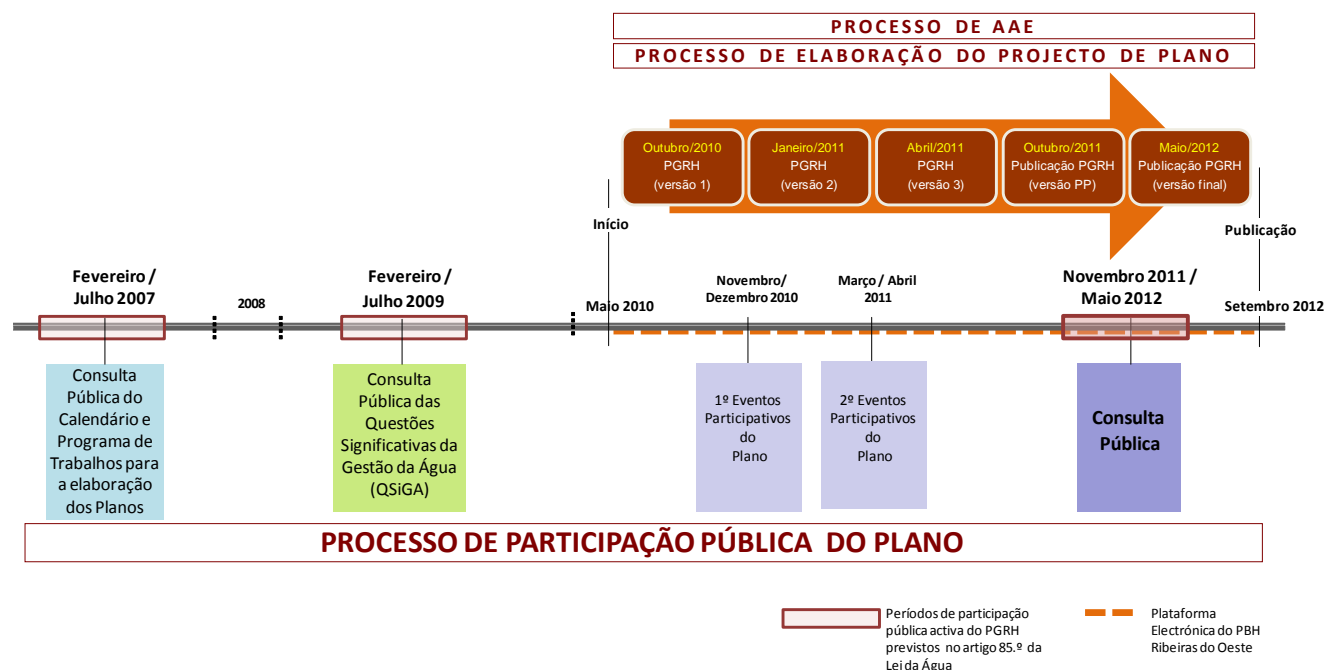 PROCESSO DE AAE
PROCESSO DE ELABORAÇÃO DO PROJECTO DE PLANO
Outubro/2010
PGRH
(versão 1)
Janeiro/2011
PGRH
(versão 2)
Abril/2011
PGRH
(versão 3)
Outubro/2011
Publicação PGRH
(versão PP)
Maio/2012
Publicação PGRH
(versão final)
Início
Publicação
Fevereiro /
Julho 2007
2008
Fevereiro /
Julho 2009
Maio 2010
Novembro/
Dezembro 2010
Março / Abril
2011
Novembro 2011 /
Maio 2012
Setembro 2012
Consulta
Pública do
Calendário e
Programa de
Trabalhos para
a elaboração
dos Planos
Consulta
Pública das
Questões
Significativas da
Gestão da Água
(QSiGA)
1º Eventos
Participativos
do
Plano
2º Eventos
Participativos
do
Plano
Consulta
Pública
PROCESSO DE PARTICIPAÇÃO PÚBLICA DO PLANO
Períodos de participação
pública activa do PGRH
previstos no artigo 85.º da
Lei da Água
Plataforma
Electrónica do PBH
Ribeiras do Oeste